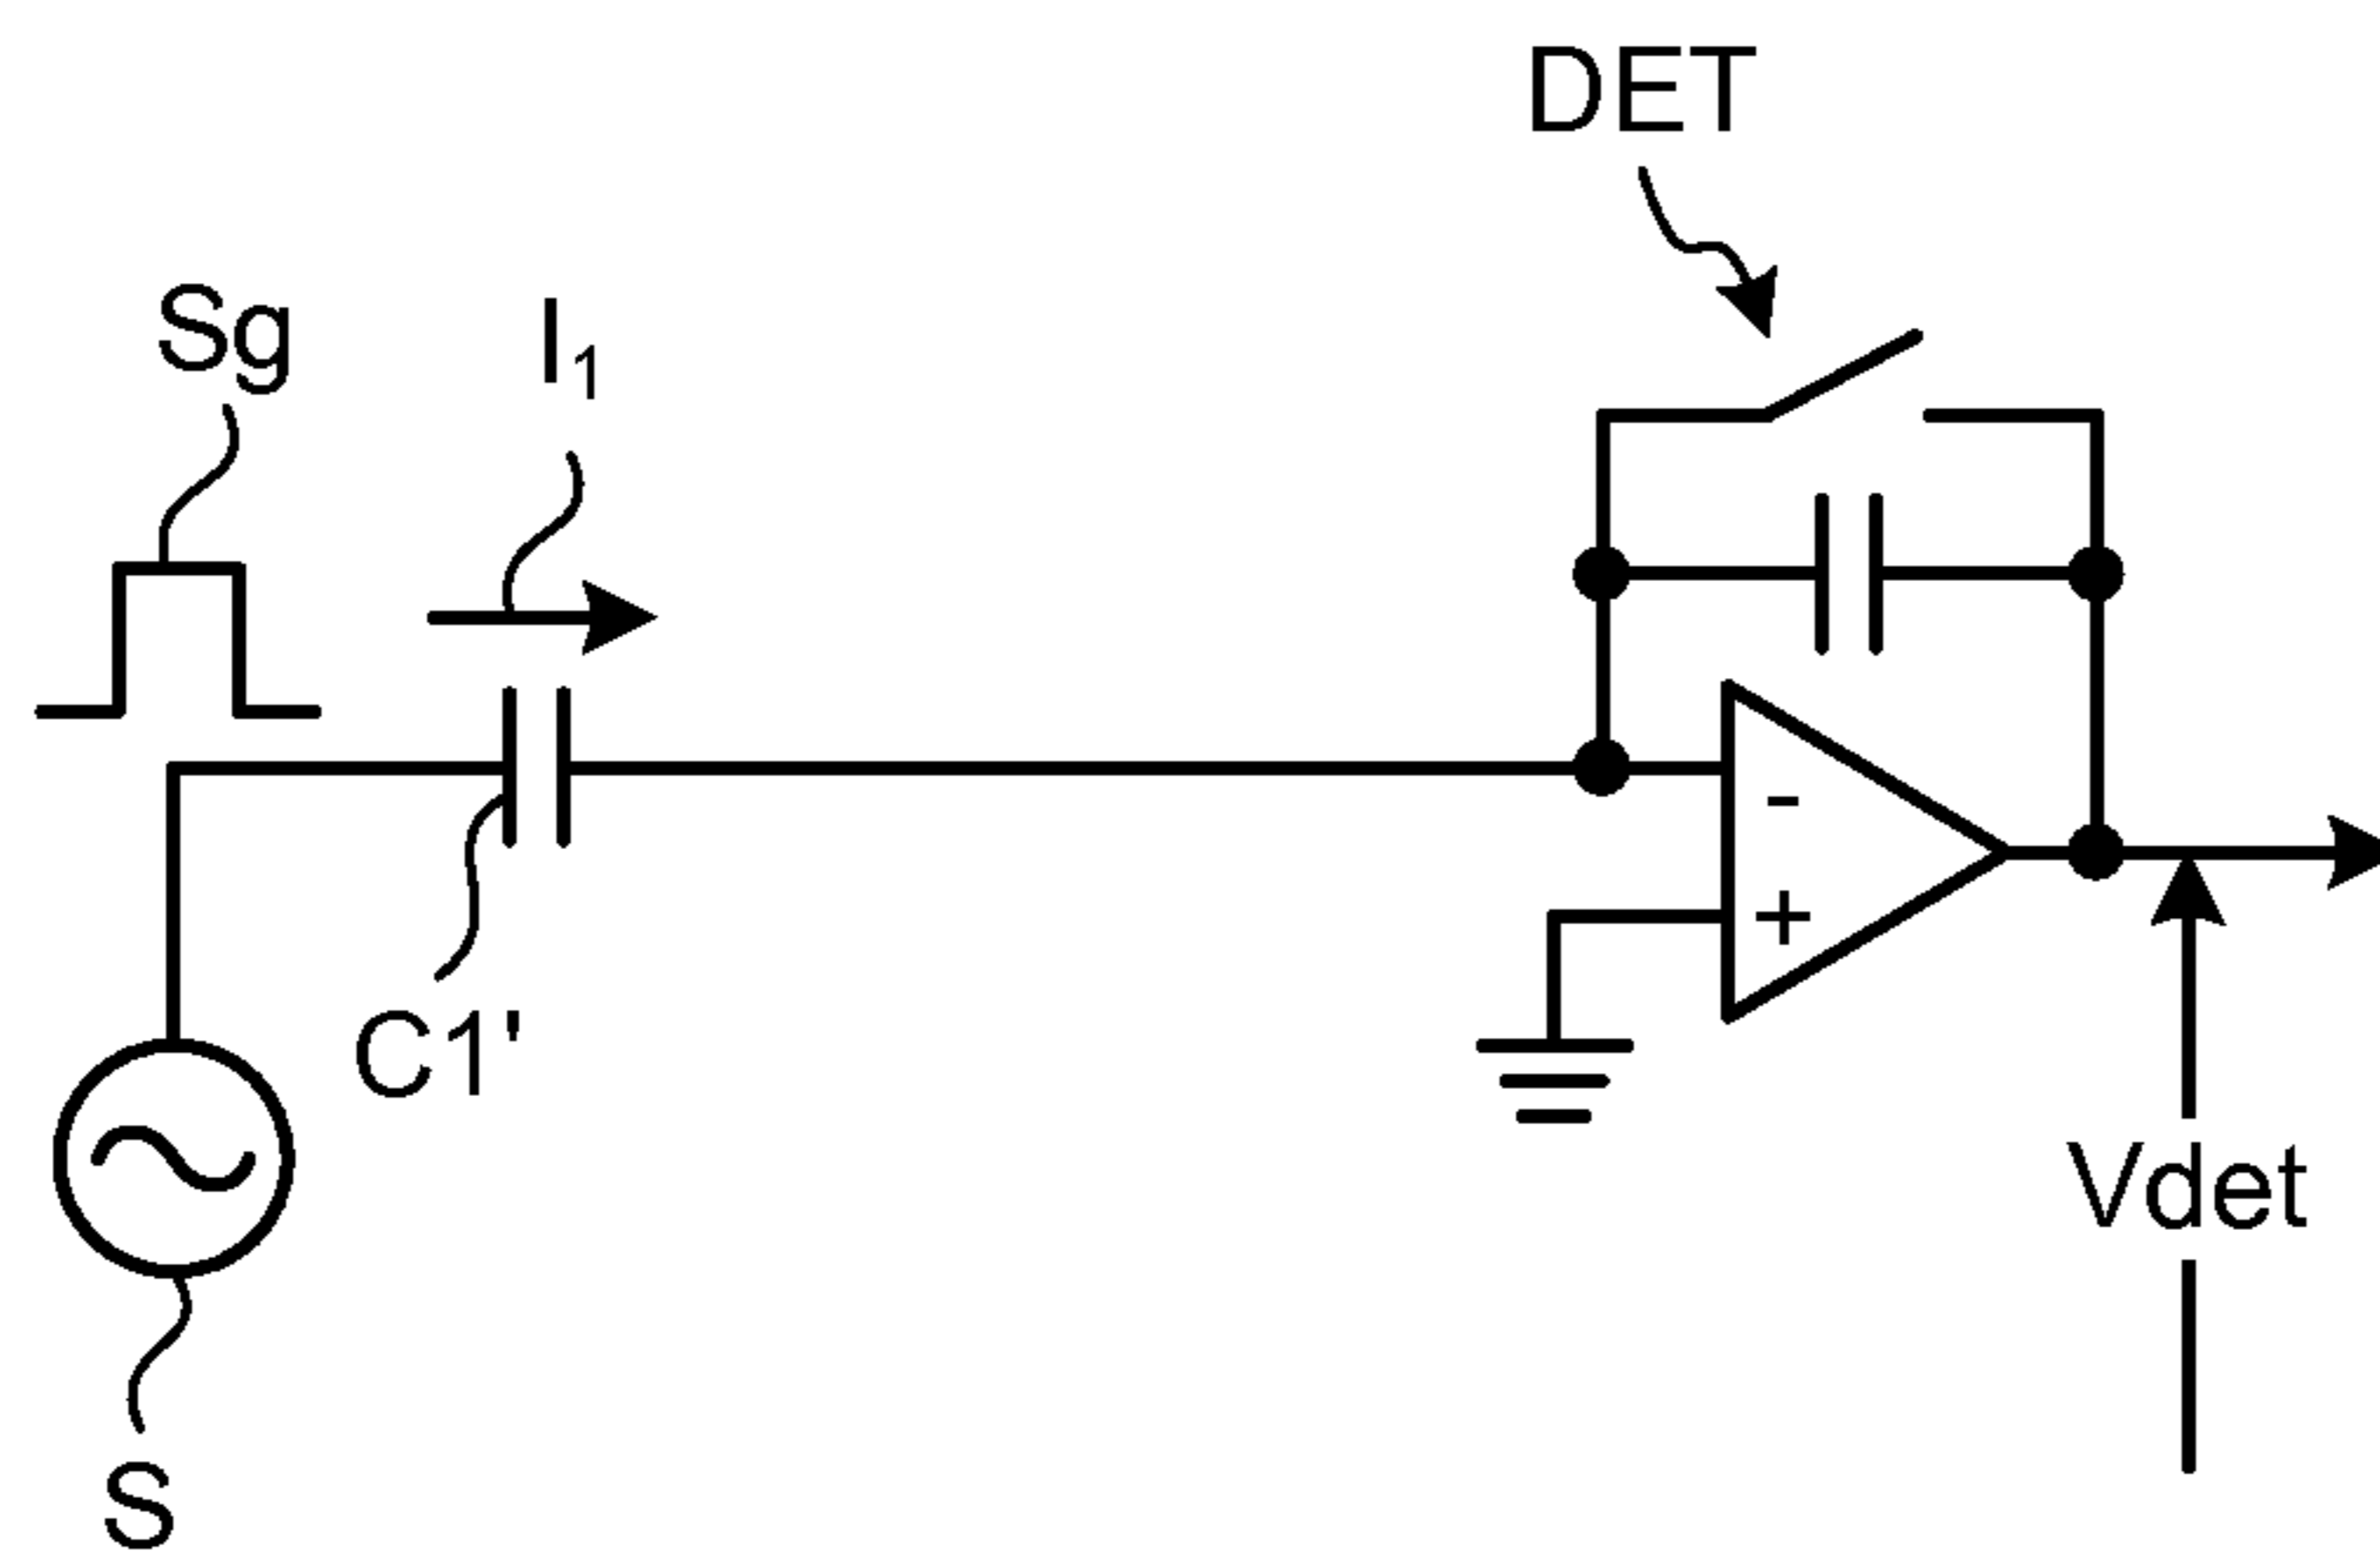 DET
Sg
I₁
-
+
C1'
Vdet
S